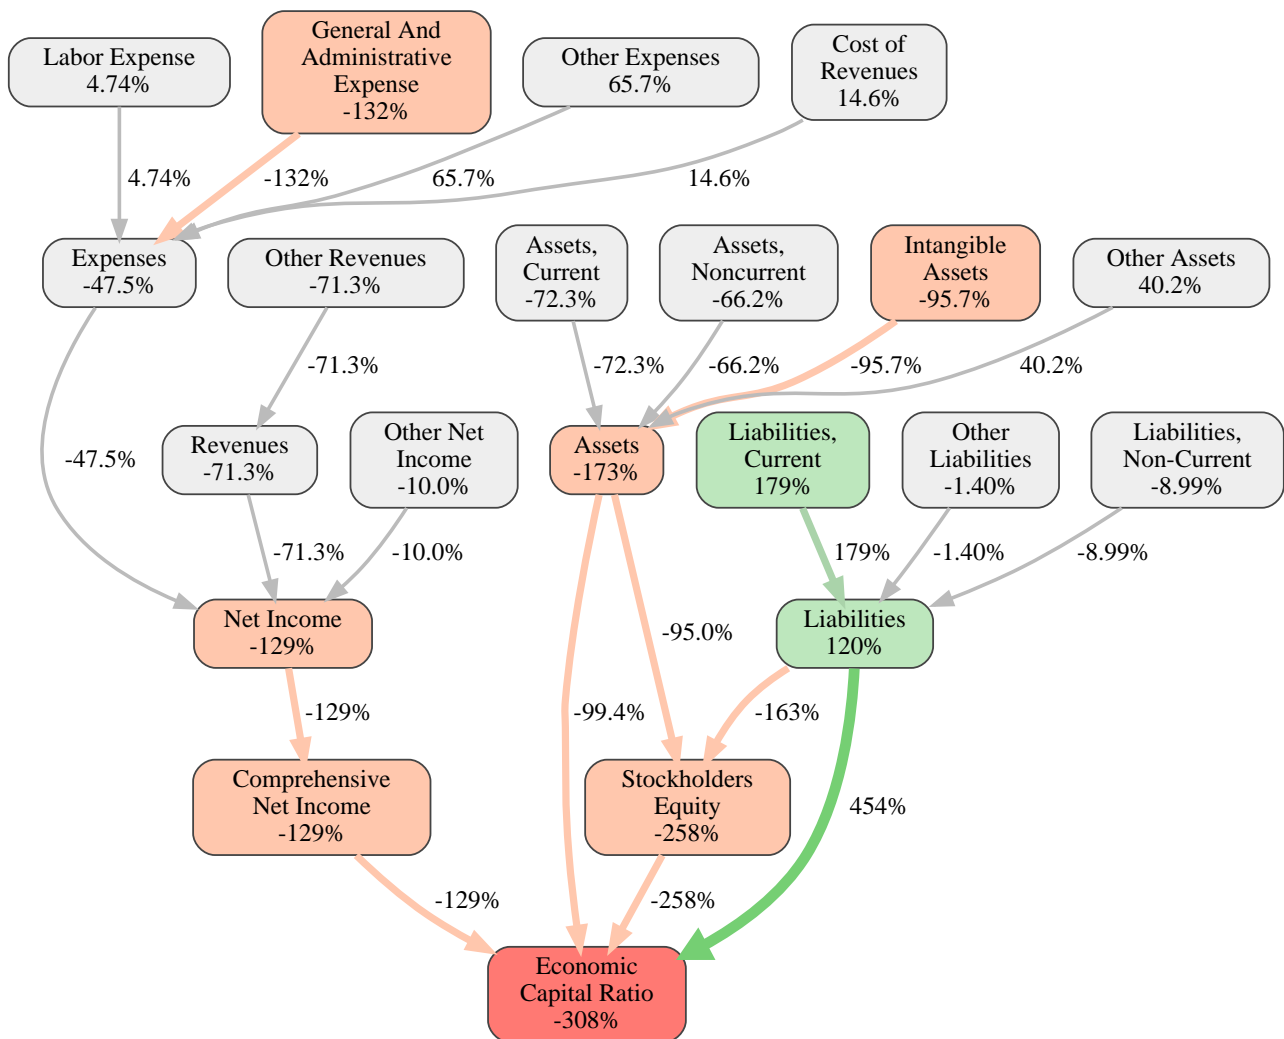 Labor Expense
4.74%
General And
Administrative
Expense
-132%
Other Expenses
65.7%
Cost of
Revenues
14.6%
4.74%
-132%
65.7%
14.6%
Expenses
-47.5%
Other Revenues
-71.3%
Assets,
Current
-72.3%
Assets,
Noncurrent
-66.2%
Intangible
Assets
-95.7%
Other Assets
40.2%
-71.3%
-72.3%
-66.2%
-95.7%
40.2%
-47.5%
Revenues
-71.3%
Other Net
Income
-10.0%
Assets
-173%
Liabilities,
Current
179%
Other
Liabilities
-1.40%
Liabilities,
Non-Current
-8.99%
-71.3%
-10.0%
179%
-1.40%
-8.99%
Net Income
-129%
-95.0%
Liabilities
120%
-129%
-99.4%
-163%
Comprehensive
Net Income
-129%
Stockholders
Equity
-258%
454%
-129%
-258%
Economic
Capital Ratio
-308%